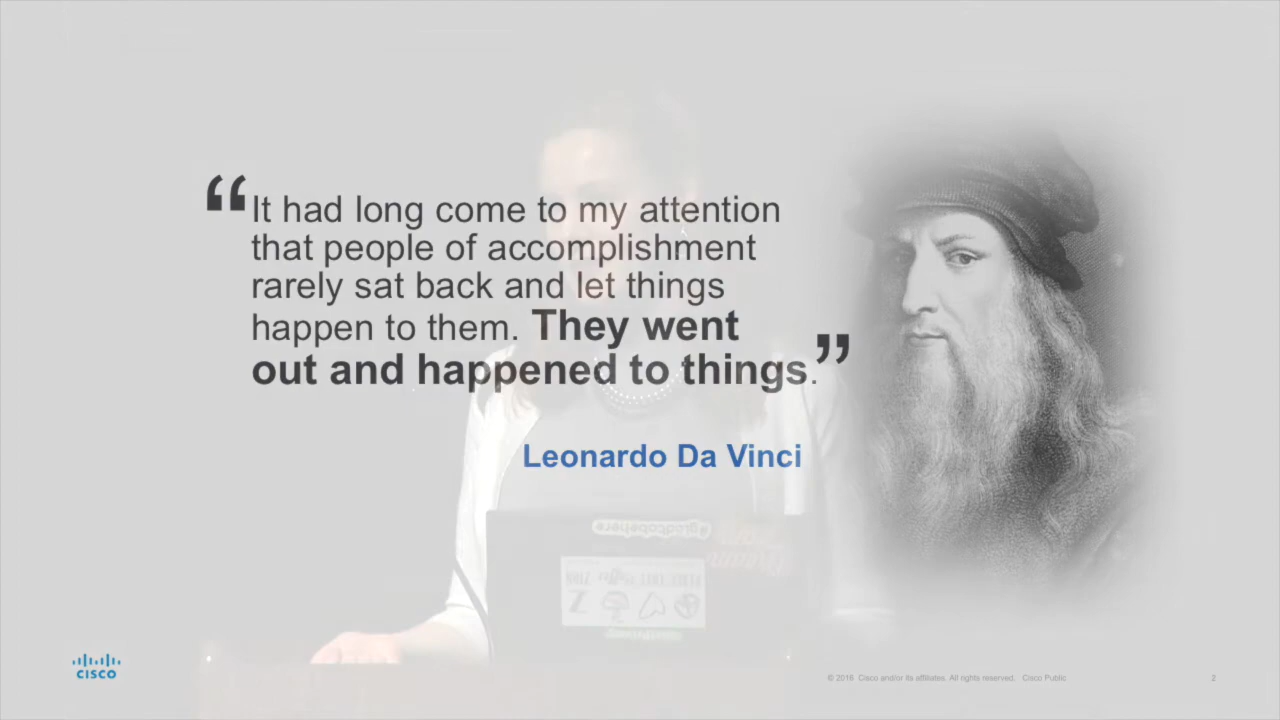 “It had long come to my attention
that people of accomplishment
rarely sat back and let things
happen to them. They went
out and happened to things.”
Leonardo Da Vinci
CISCO
© 2016 Cisco and/or its affiliates. All rights reserved. Cisco Public
2